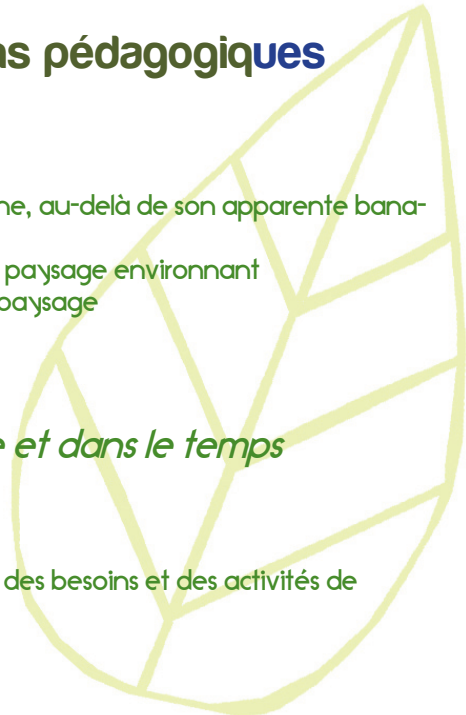 as pédagogiques
ne, au-delà de son apparente bana-
paysage environnant
paysage
e et dans le temps
des besoins et des activités de